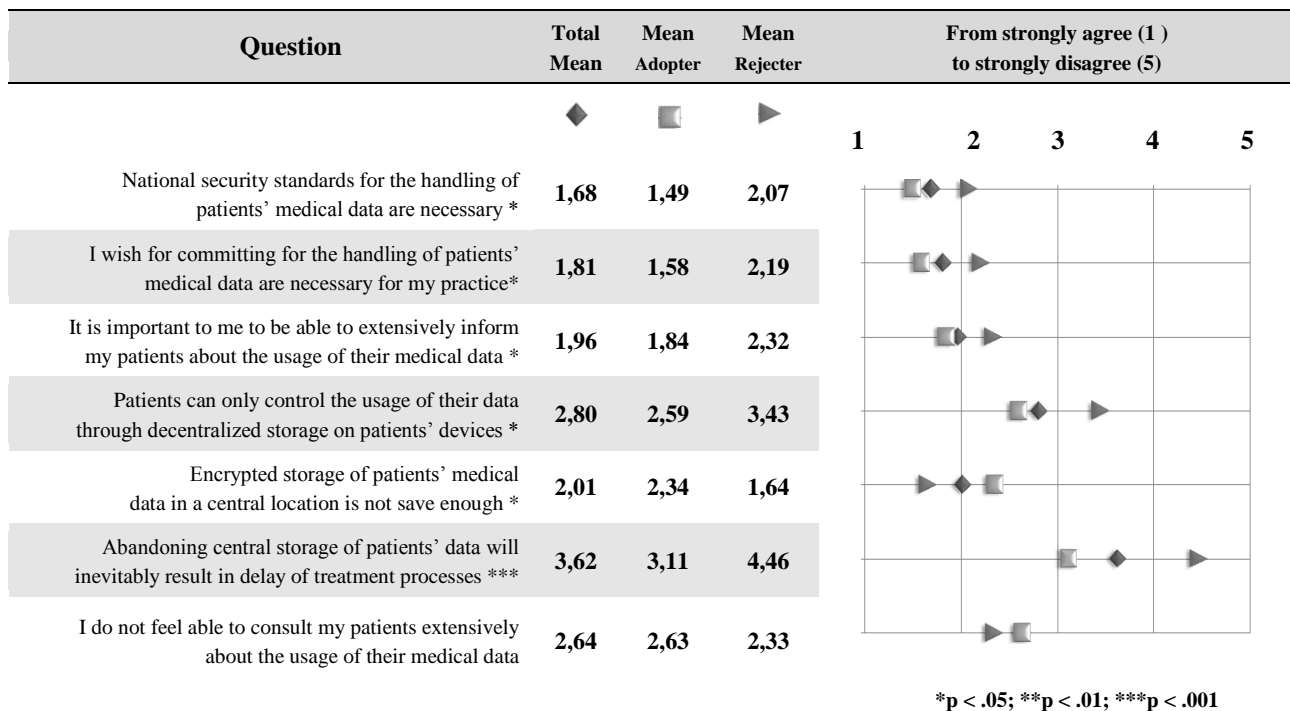 Question
Total Mean
Mean Adopter
Mean Rejecter
From strongly agree (1 )
to strongly disagree (5)
1 2 3 4 5
National security standards for the handling of
patients’ medical data are necessary *
1,68 1,49 2,07
I wish for committing for the handling of patients’
medical data are necessary for my practice*
1,81 1,58 2,19
It is important to me to be able to extensively inform
my patients about the usage of their medical data *
1,96 1,84 2,32
Patients can only control the usage of their data
through decentralized storage on patients’ devices *
2,80 2,59 3,43
Encrypted storage of patients’ medical
data in a central location is not save enough *
2,01 2,34 1,64
Abandoning central storage of patients’ data will
inevitably result in delay of treatment processes ***
3,62 3,11 4,46
I do not feel able to consult my patients extensively
about the usage of their medical data
2,64 2,63 2,33
*p < .05; **p < .01; ***p < .001